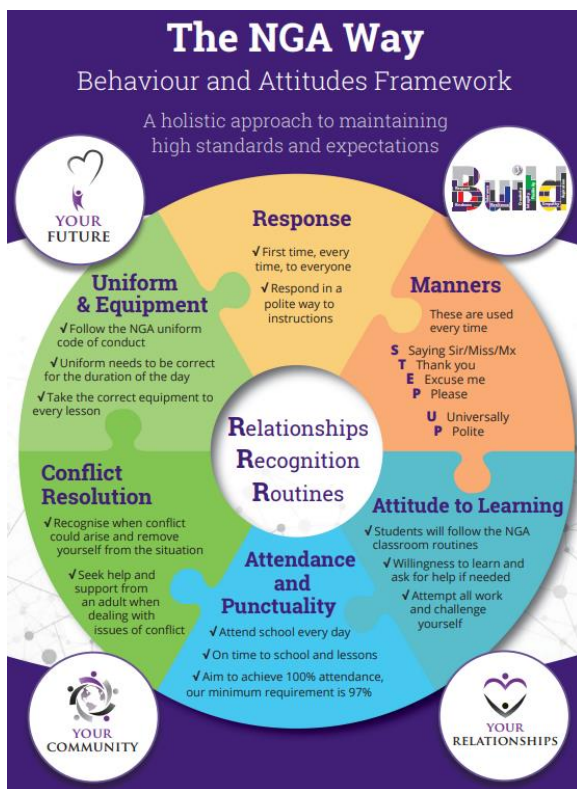 The NGA Way
Behaviour and Attitudes Framework
A holistic approach to maintaining
high standards and expectations
YOUR
FUTURE
Build
Response
√ First time, every
time, to everyone
√ Respond in a
polite way to
instructions
Uniform
& Equipment
√ Follow the NGA uniform
code of conduct
√ Uniform needs to be correct
for the duration of the day
√ Take the correct equipment to
every lesson
Manners
These are used
every time
S Saying Sir/Miss/Mx
T Thank you
E Excuse me
P Please
U Universally
P Polite
Relationships
Recognition
Routines
Conflict
Resolution
√ Recognise when conflict
could arise and remove
yourself from the situation
√ Seek help and
support from
an adult when
dealing with
issues of conflict
Attitude to Learning
√ Students will follow the NGA
classroom routines
√ Willingness to learn and
ask for help if needed
√ Attempt all work
and challenge
yourself
Attendance
and
Punctuality
√ Attend school every day
√ On time to school and lessons
√ Aim to achieve 100% attendance,
our minimum requirement is 97%
YOUR
COMMUNITY
YOUR
RELATIONSHIPS